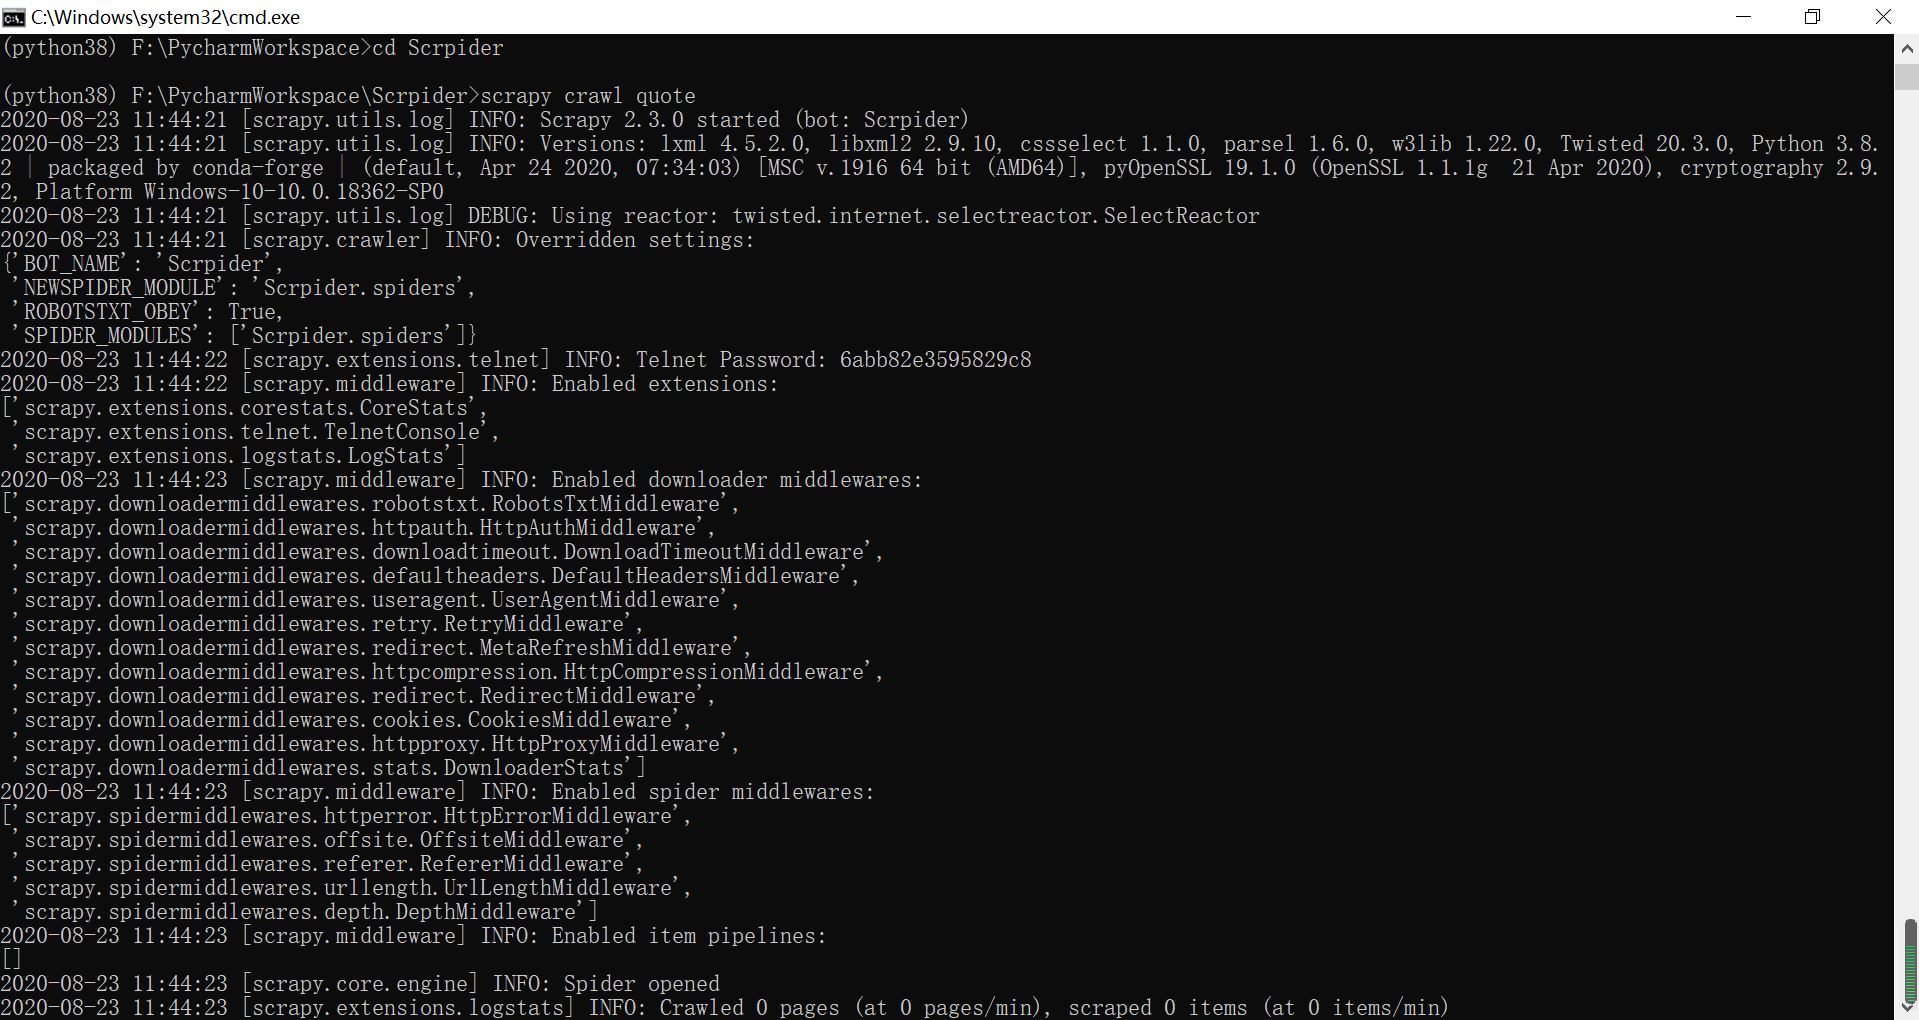 C:\Windows\system32\cmd.exe
(python38) F:\PycharmWorkspace>cd Scrpider
(python38) F:\PycharmWorkspace\Scrpider>scrapy crawl quote
2020-08-23 11:44:21 [scrapy.utils.log] INFO: Scrapy 2.3.0 started (bot: Scrpider)
2020-08-23 11:44:21 [scrapy.utils.log] INFO: Versions: lxml 4.5.2.0, libxml2 2.9.10, cssselect 1.1.0, parsel 1.6.0, w3lib 1.22.0, Twisted 20.3.0, Python 3.8.
2 | packaged by conda-forge | (default, Apr 24 2020, 07:34:03) [MSC v.1916 64 bit (AMD64)], pyOpenSSL 19.1.0 (OpenSSL 1.1.1g  21 Apr 2020), cryptography 2.9.
2, Platform Windows-10-10.0.18362-SP0
2020-08-23 11:44:21 [scrapy.utils.log] DEBUG: Using reactor: twisted.internet.selectreactor.SelectReactor
2020-08-23 11:44:21 [scrapy.crawler] INFO: Overridden settings:
{'BOT_NAME': 'Scrpider',
 'NEWSPIDER_MODULE': 'Scrpider.spiders',
 'ROBOTSTXT_OBEY': True,
 'SPIDER_MODULES': ['Scrpider.spiders']}
2020-08-23 11:44:22 [scrapy.extensions.telnet] INFO: Telnet Password: 6abb82e3595829c8
2020-08-23 11:44:22 [scrapy.middleware] INFO: Enabled extensions:
['scrapy.extensions.corestats.CoreStats',
 'scrapy.extensions.telnet.TelnetConsole',
 'scrapy.extensions.logstats.LogStats']
2020-08-23 11:44:23 [scrapy.middleware] INFO: Enabled downloader middlewares:
['scrapy.downloadermiddlewares.robotstxt.RobotsTxtMiddleware',
 'scrapy.downloadermiddlewares.httpauth.HttpAuthMiddleware',
 'scrapy.downloadermiddlewares.downloadtimeout.DownloadTimeoutMiddleware',
 'scrapy.downloadermiddlewares.defaultheaders.DefaultHeadersMiddleware',
 'scrapy.downloadermiddlewares.useragent.UserAgentMiddleware',
 'scrapy.downloadermiddlewares.retry.RetryMiddleware',
 'scrapy.downloadermiddlewares.redirect.MetaRefreshMiddleware',
 'scrapy.downloadermiddlewares.httpcompression.HttpCompressionMiddleware',
 'scrapy.downloadermiddlewares.redirect.RedirectMiddleware',
 'scrapy.downloadermiddlewares.cookies.CookiesMiddleware',
 'scrapy.downloadermiddlewares.httpproxy.HttpProxyMiddleware',
 'scrapy.downloadermiddlewares.stats.DownloaderStats']
2020-08-23 11:44:23 [scrapy.middleware] INFO: Enabled spider middlewares:
['scrapy.spidermiddlewares.httperror.HttpErrorMiddleware',
 'scrapy.spidermiddlewares.offsite.OffsiteMiddleware',
 'scrapy.spidermiddlewares.referer.RefererMiddleware',
 'scrapy.spidermiddlewares.urllength.UrlLengthMiddleware',
 'scrapy.spidermiddlewares.depth.DepthMiddleware']
2020-08-23 11:44:23 [scrapy.middleware] INFO: Enabled item pipelines:
[]
2020-08-23 11:44:23 [scrapy.core.engine] INFO: Spider opened
2020-08-23 11:44:23 [scrapy.extensions.logstats] INFO: Crawled 0 pages (at 0 pages/min), scraped 0 items (at 0 items/min)